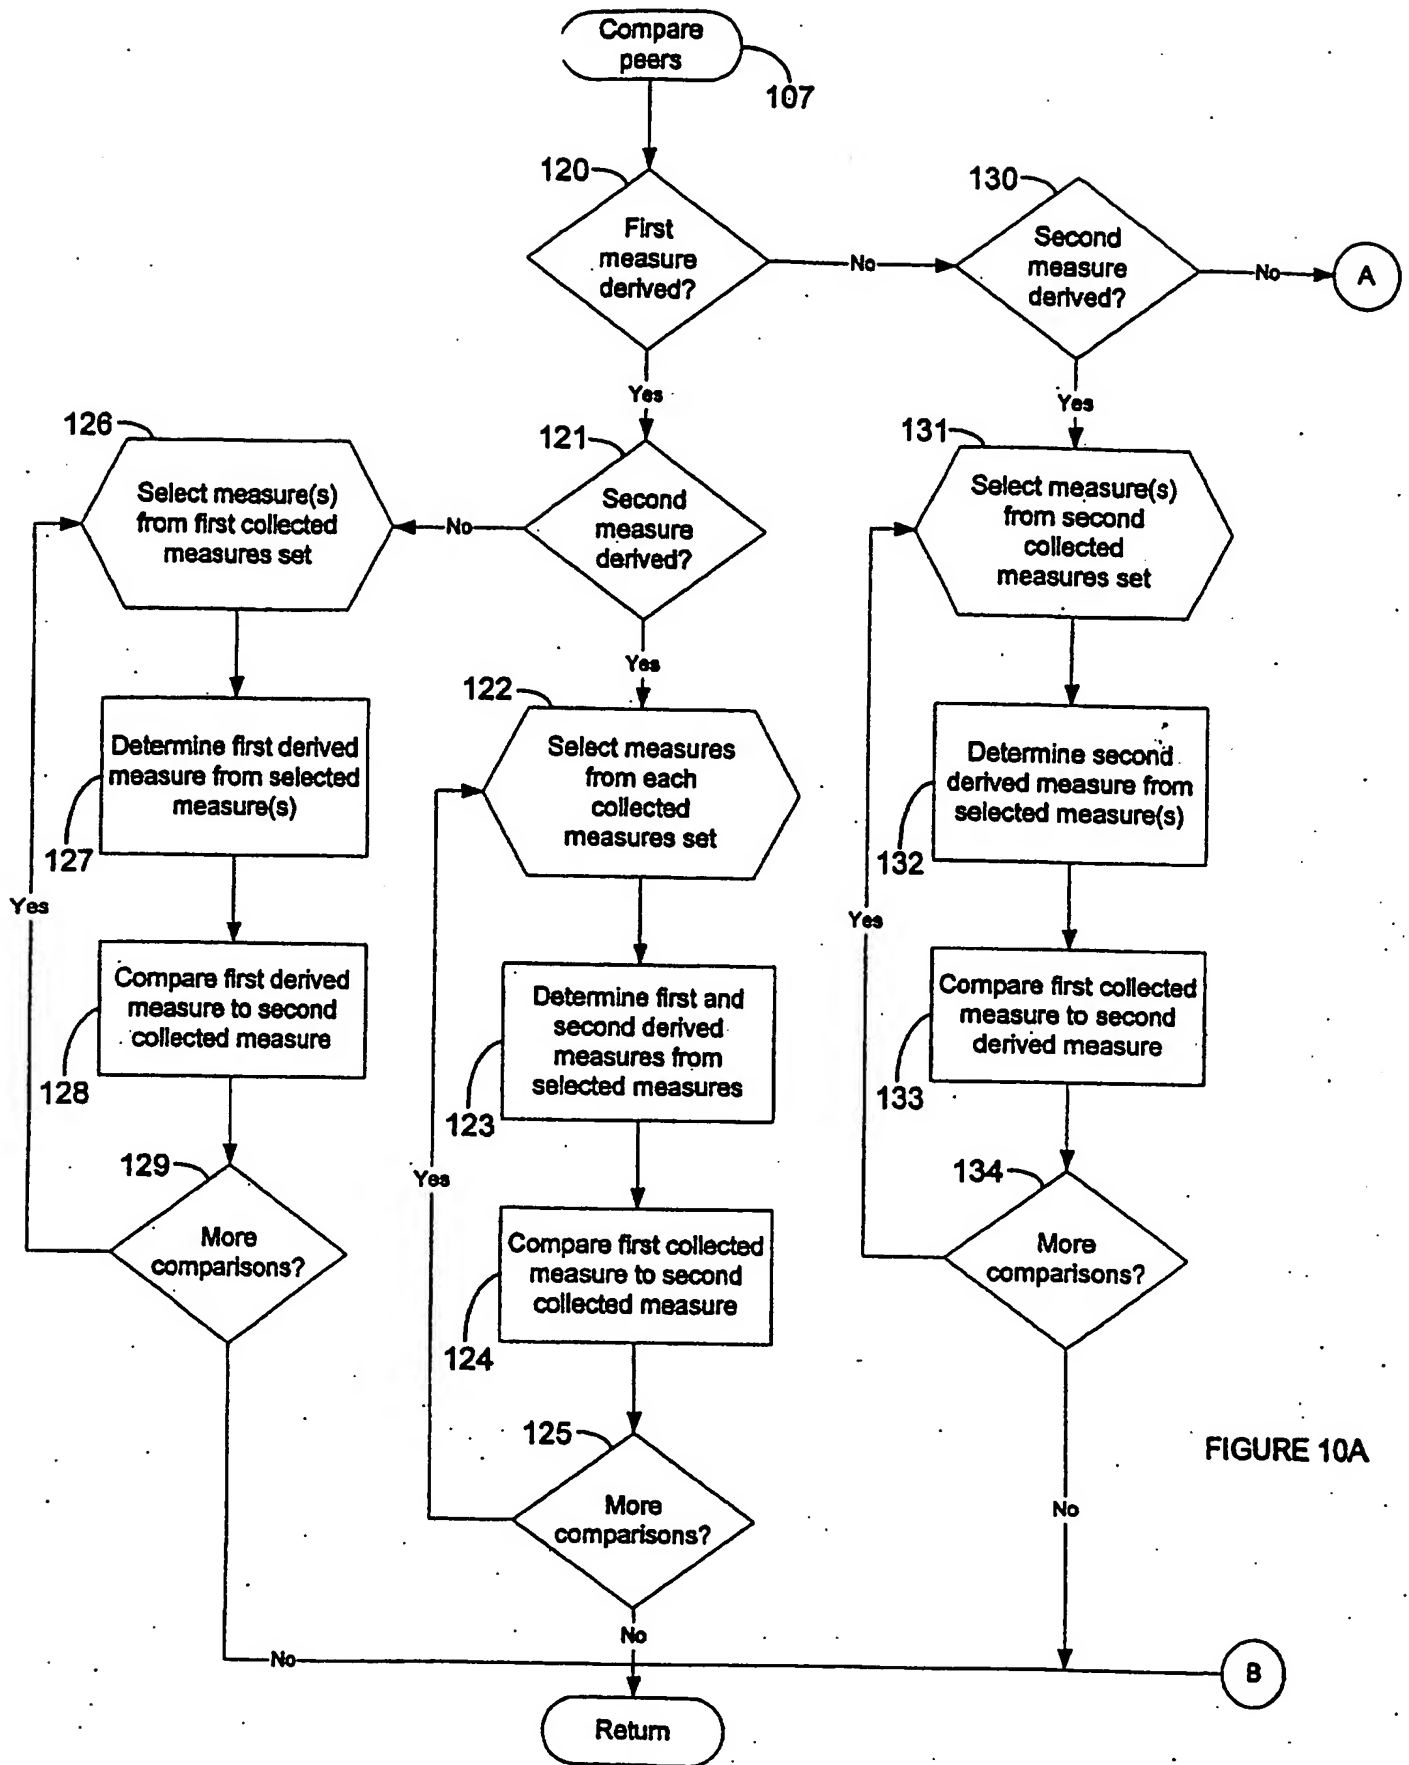 Compare
peers
107
120
First
measure
derived?
No
130
Second
measure
derived?
No
A
Yes
Yes
126
Select measure(s)
from first collected
measures set
No
121
Second
measure
derived?
131
Select measure(s)
from second
collected
measures set
Yes
122
Select measures
from each
collected
measures set
Determine first derived
measure from selected
measure(s)
127
Determine second
derived measure from
selected measure(s)
132
Yes
Yes
Compare first derived
measure to second
collected measure
128
Determine first and
second derived
measures from
selected measures
123
Compare first collected
measure to second
derived measure
133
Yes
129
More
comparisons?
Compare first collected
measure to second
collected measure
124
134
More
comparisons?
125
More
comparisons?
FIGURE 10A
No
No
No
B
Return